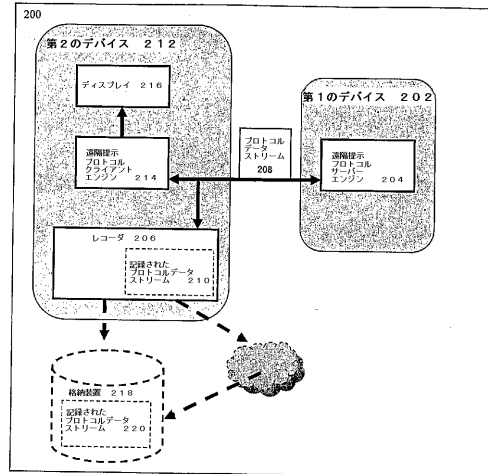 200
第2のデバイス 212
ディスプレイ 216
第1のデバイス 202
遠隔提示
プロトコル
クライアント
エンジン 214
プロトコル
データ
ストリーム
208
遠隔提示
プロトコル
サーバー
エンジン 204
レコーダ 206
記録された
プロトコルデータ
ストリーム 210
格納装置 218
記録された
プロトコルデータ
ストリーム 220